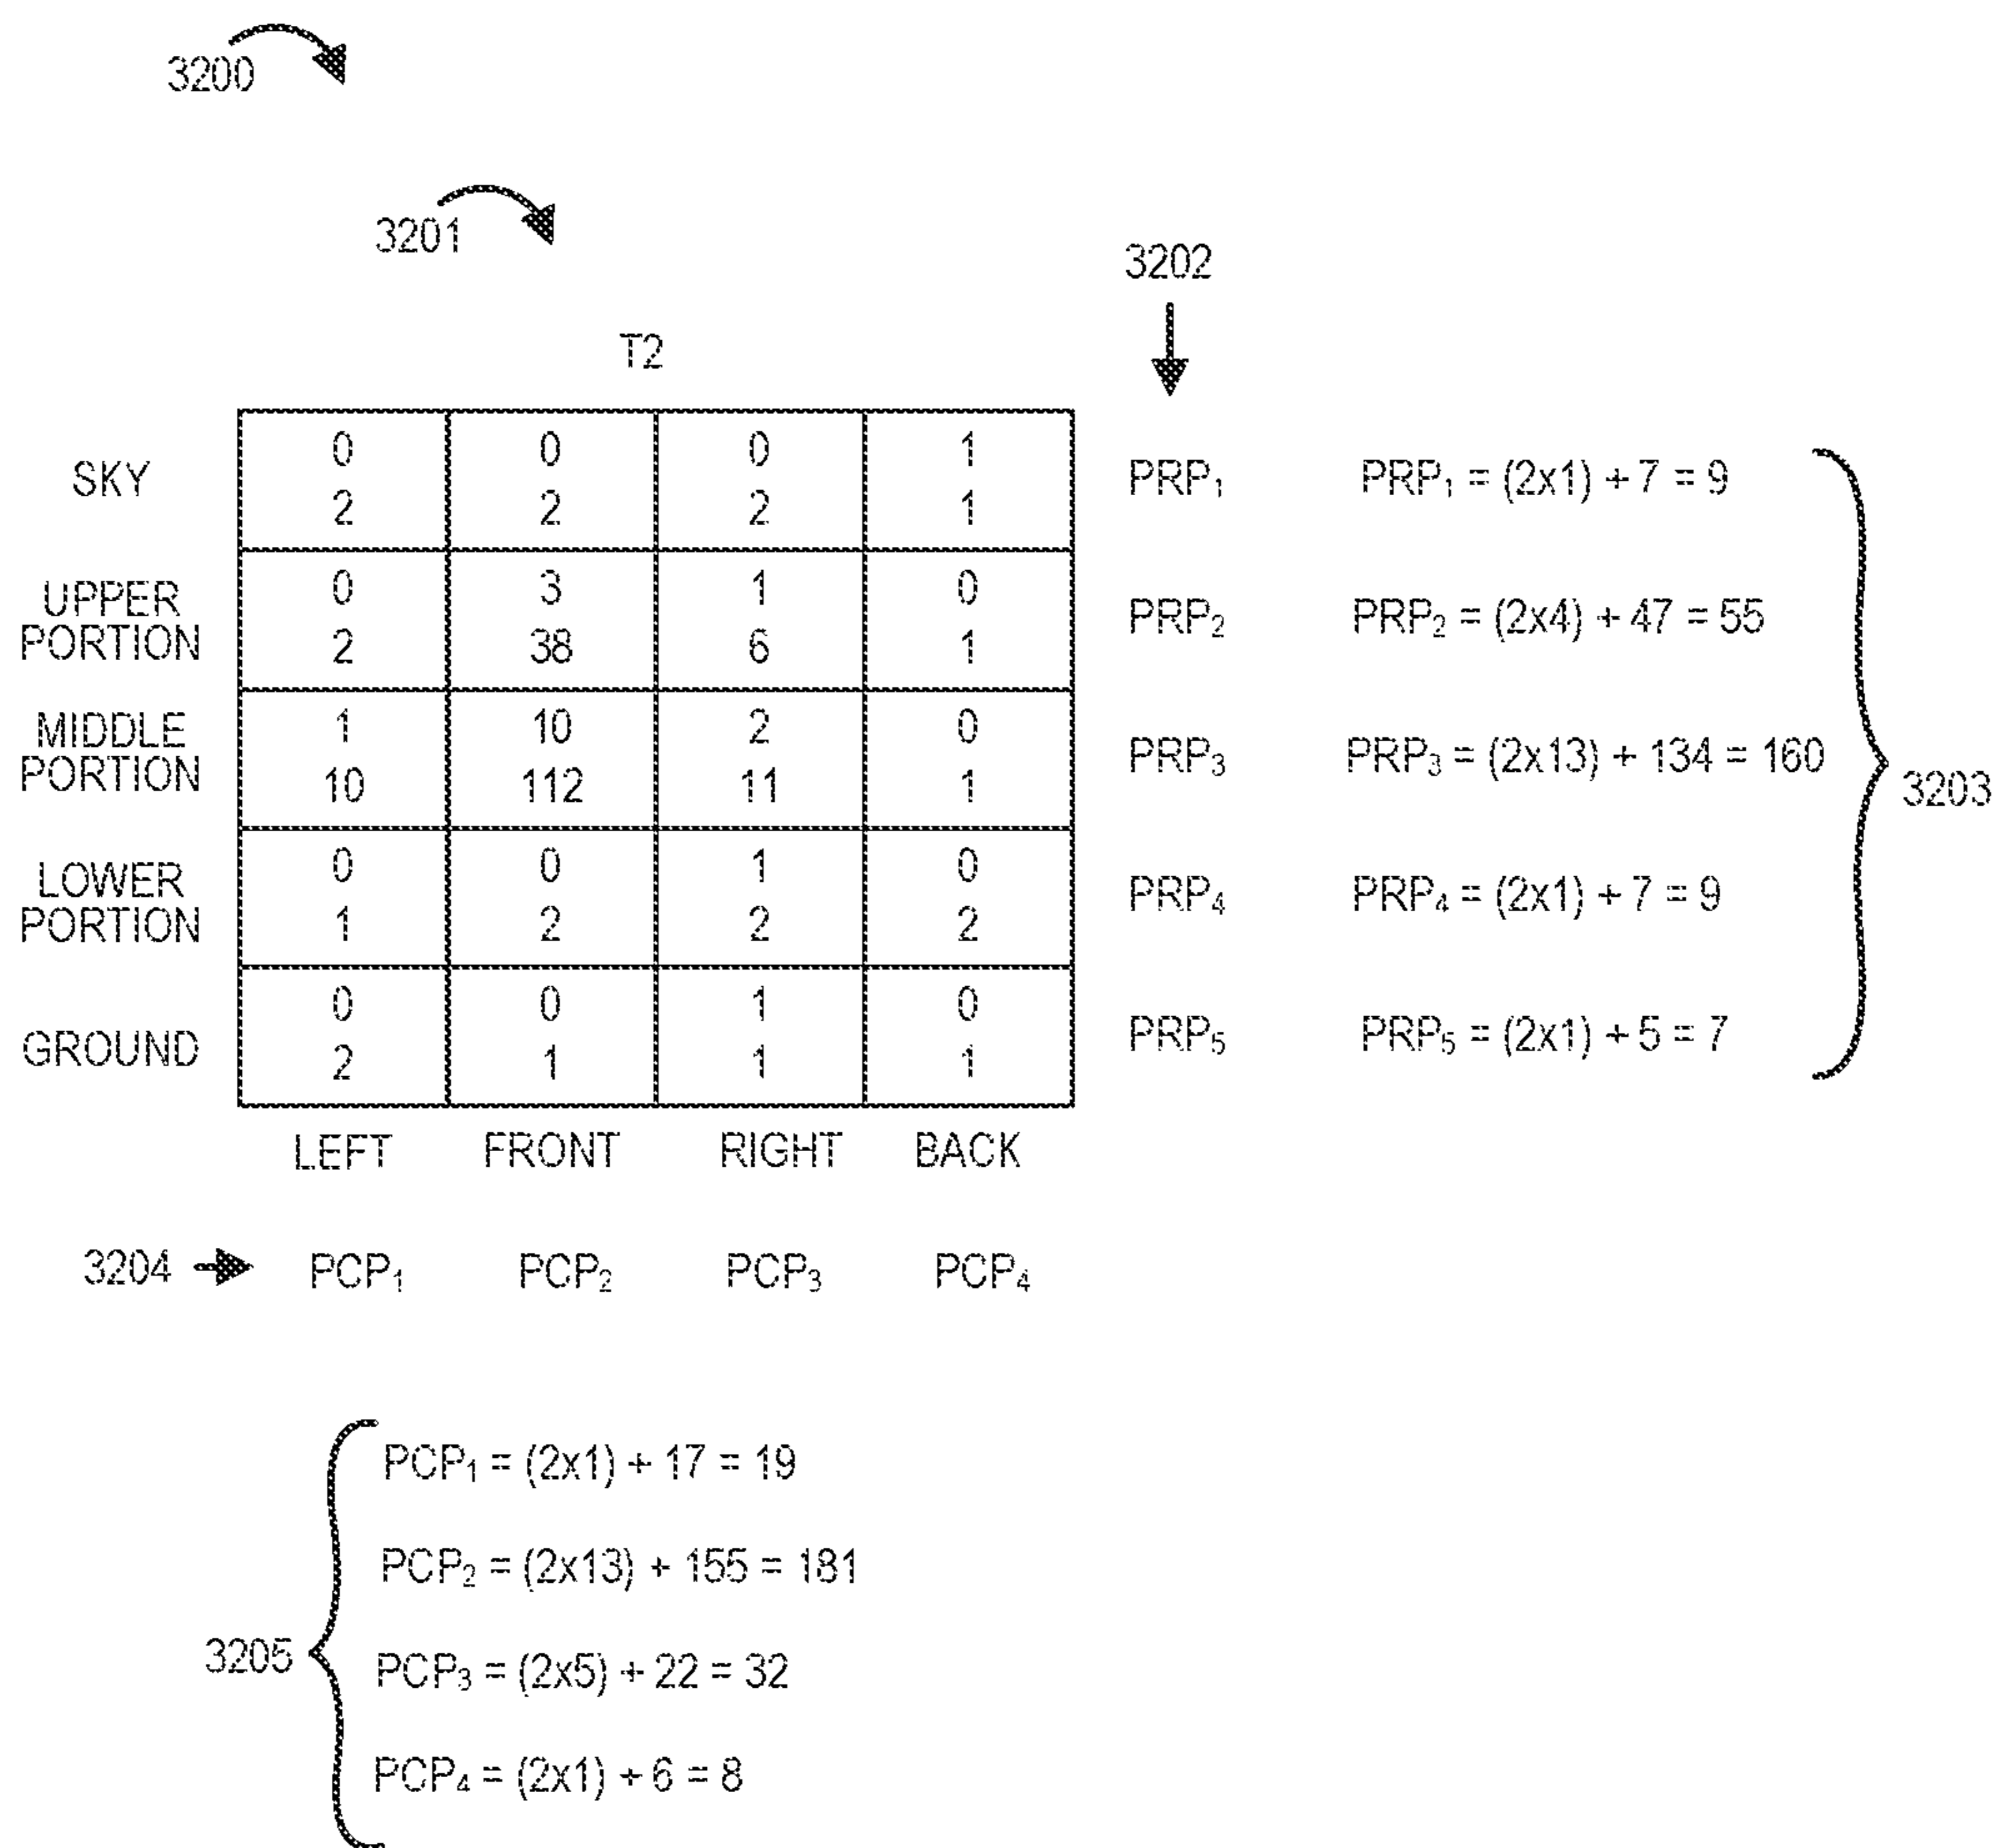 3200
3201
3202
T2
SKY
0 0 0 1
2 2 2 1
PRP₁ PRP₁ = (2x1) + 7 = 9
UPPER
PORTION
0 3 1 0
2 38 6 1
PRP₂ PRP₂ = (2x4) + 47 = 55
MIDDLE
PORTION
1 10 2 0
10 112 11 1
PRP₃ PRP₃ = (2x13) + 134 = 160
3203
LOWER
PORTION
0 0 1 0
1 2 2 2
PRP₄ PRP₄ = (2x1) + 7 = 9
GROUND
0 0 1 0
2 1 1 1
PRP₅ PRP₅ = (2x1) + 5 = 7
LEFT FRONT RIGHT BACK
3204 PCP₁ PCP₂ PCP₃ PCP₄
PCP₁ = (2x1) + 17 = 19
PCP₂ = (2x13) + 155 = 181
3205
PCP₃ = (2x5) + 22 = 32
PCP₄ = (2x1) + 6 = 8